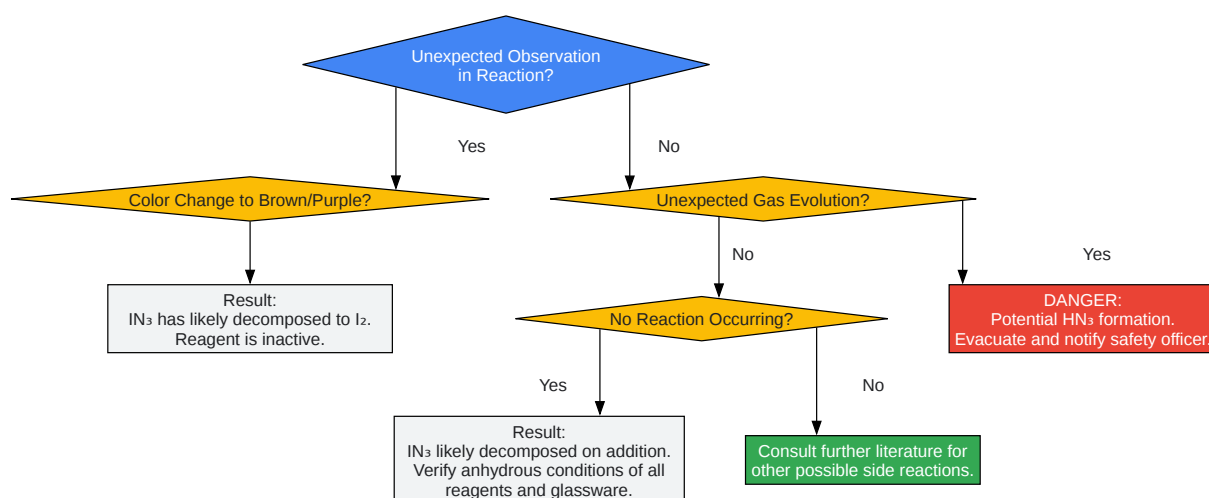 Unexpected Observation
in Reaction?
Yes
No
Color Change to Brown/Purple?
Unexpected Gas Evolution?
No
Yes
Result:
IN₃ has likely decomposed to I₂.
Reagent is inactive.
No Reaction Occurring?
DANGER:
Potential HN₃ formation.
Evacuate and notify safety officer.
Yes
No
Result:
IN₃ likely decomposed on addition.
Verify anhydrous conditions of all
reagents and glassware.
Consult further literature for
other possible side reactions.